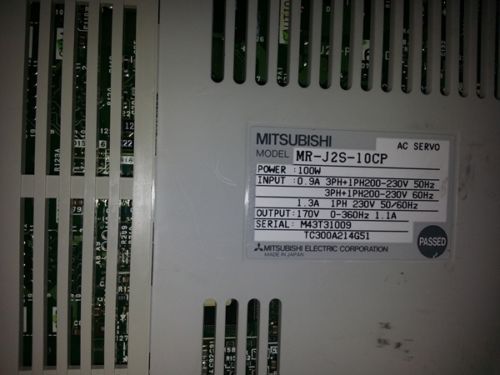 MITSUBISHI
AC SERVO
MODEL MR-J2S-10CP
POWER :100W
INPUT :0.9A 3PH+1PH200-230V 50Hz
3PH+1PH200-230V 60Hz
1.3A 1PH 230V 50/60Hz
OUTPUT:170V 0-360Hz 1.1A
SERIAL: M43T31009
TC300A214G51
PASSED
MITSUBISHI ELECTRIC CORPORATION
MADE IN JAPAN